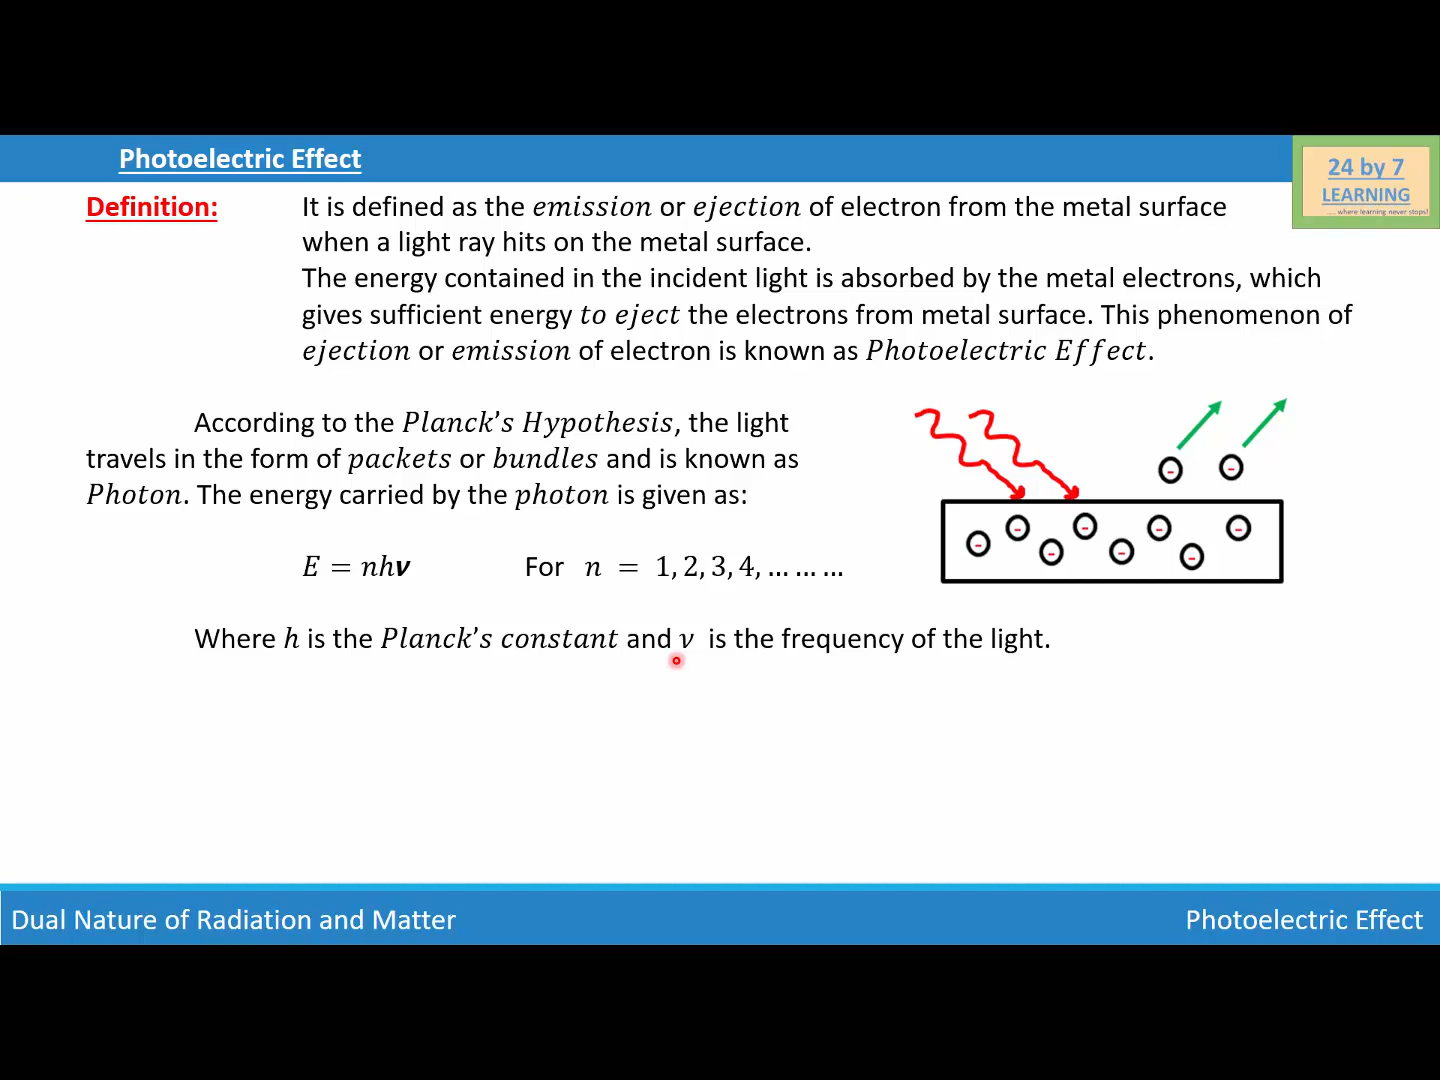 Photoelectric Effect
24 by 7
LEARNING
.....where learning never stops!
Definition: It is defined as the emission or ejection of electron from the metal surface
when a light ray hits on the metal surface.
The energy contained in the incident light is absorbed by the metal electrons, which
gives sufficient energy to eject the electrons from metal surface. This phenomenon of
ejection or emission of electron is known as Photoelectric Effect.
According to the Planck's Hypothesis, the light
travels in the form of packets or bundles and is known as
Photon. The energy carried by the photon is given as:
E = nhν For n = 1, 2, 3, 4, ... ... ...
Where h is the Planck's constant and ν is the frequency of the light.
Dual Nature of Radiation and Matter
Photoelectric Effect